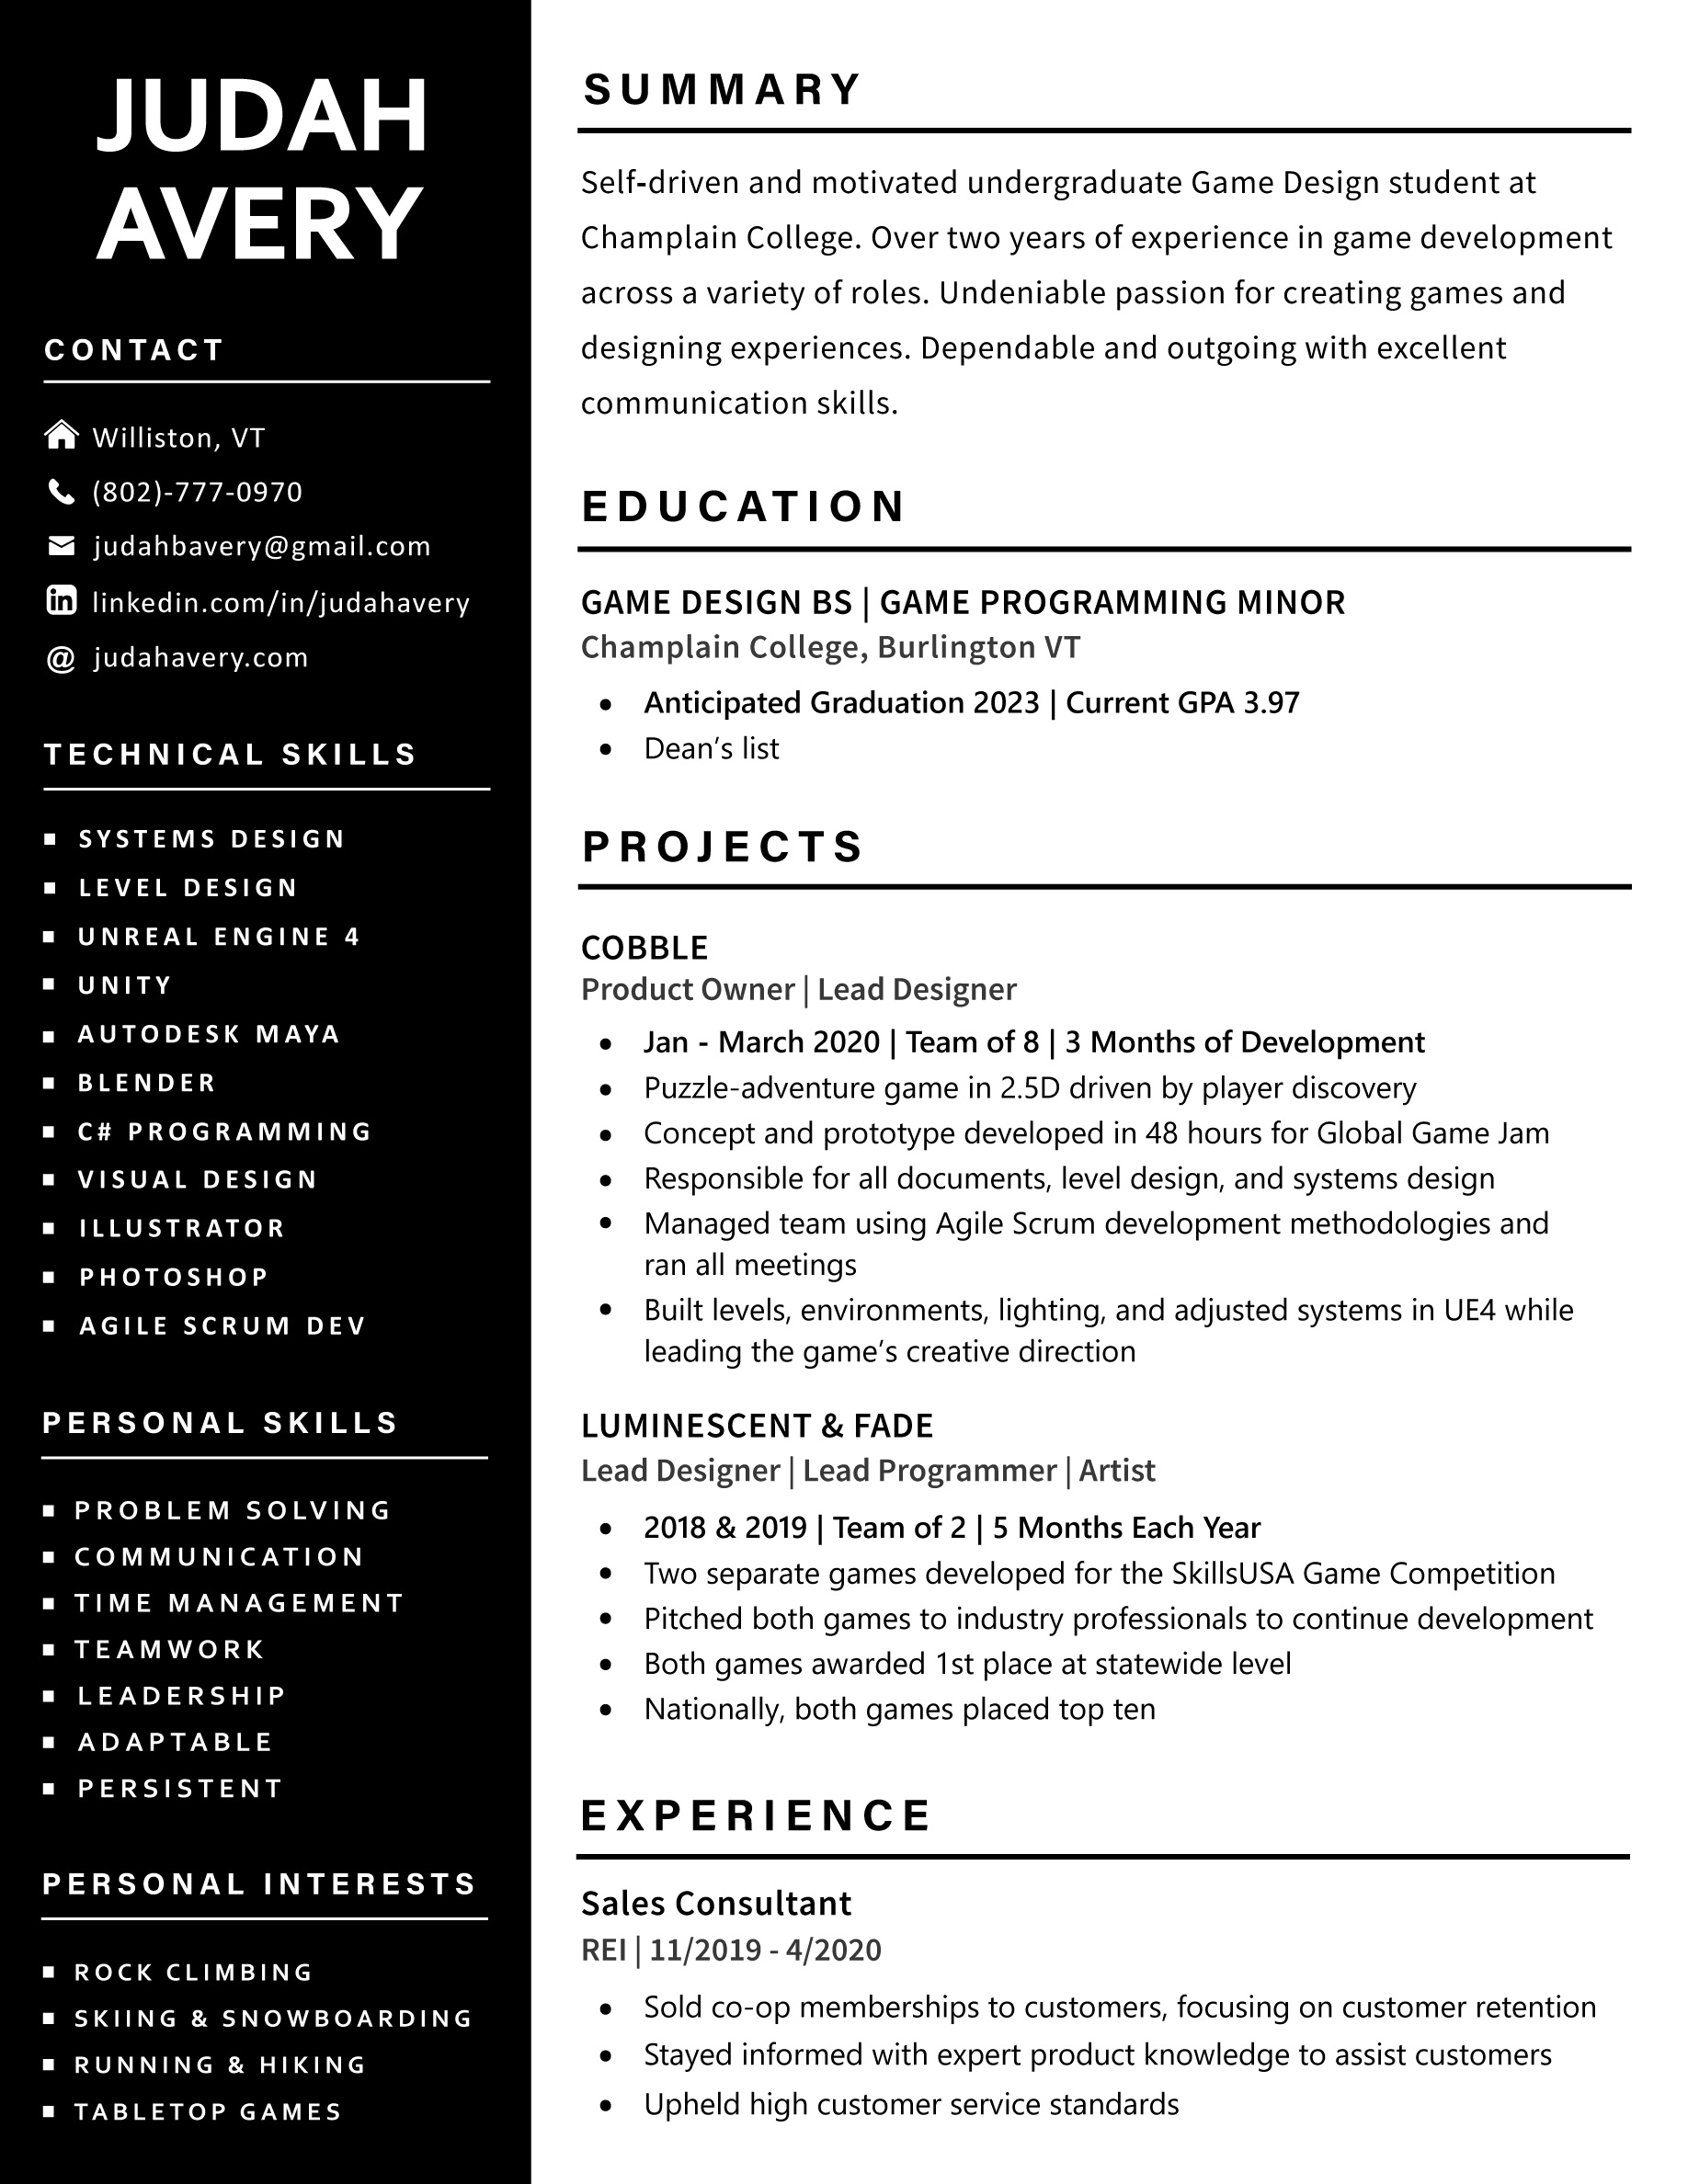 JUDAH
AVERY
CONTACT
Williston, VT
(802)-777-0970
judahbavery@gmail.com
linkedin.com/in/judahavery
@ judahavery.com
TECHNICAL SKILLS
▪ SYSTEMS DESIGN
▪ LEVEL DESIGN
▪ UNREAL ENGINE 4
▪ UNITY
▪ AUTODESK MAYA
▪ BLENDER
▪ C# PROGRAMMING
▪ VISUAL DESIGN
▪ ILLUSTRATOR
▪ PHOTOSHOP
▪ AGILE SCRUM DEV
PERSONAL SKILLS
▪ PROBLEM SOLVING
▪ COMMUNICATION
▪ TIME MANAGEMENT
▪ TEAMWORK
▪ LEADERSHIP
▪ ADAPTABLE
▪ PERSISTENT
PERSONAL INTERESTS
▪ ROCK CLIMBING
▪ SKIING & SNOWBOARDING
▪ RUNNING & HIKING
▪ TABLETOP GAMES
SUMMARY
Self-driven and motivated undergraduate Game Design student at
Champlain College. Over two years of experience in game development
across a variety of roles. Undeniable passion for creating games and
designing experiences. Dependable and outgoing with excellent
communication skills.
EDUCATION
GAME DESIGN BS | GAME PROGRAMMING MINOR
Champlain College, Burlington VT
• Anticipated Graduation 2023 | Current GPA 3.97
• Dean’s list
PROJECTS
COBBLE
Product Owner | Lead Designer
• Jan - March 2020 | Team of 8 | 3 Months of Development
• Puzzle-adventure game in 2.5D driven by player discovery
• Concept and prototype developed in 48 hours for Global Game Jam
• Responsible for all documents, level design, and systems design
• Managed team using Agile Scrum development methodologies and
ran all meetings
• Built levels, environments, lighting, and adjusted systems in UE4 while
leading the game’s creative direction
LUMINESCENT & FADE
Lead Designer | Lead Programmer | Artist
• 2018 & 2019 | Team of 2 | 5 Months Each Year
• Two separate games developed for the SkillsUSA Game Competition
• Pitched both games to industry professionals to continue development
• Both games awarded 1st place at statewide level
• Nationally, both games placed top ten
EXPERIENCE
Sales Consultant
REI | 11/2019 - 4/2020
• Sold co-op memberships to customers, focusing on customer retention
• Stayed informed with expert product knowledge to assist customers
• Upheld high customer service standards